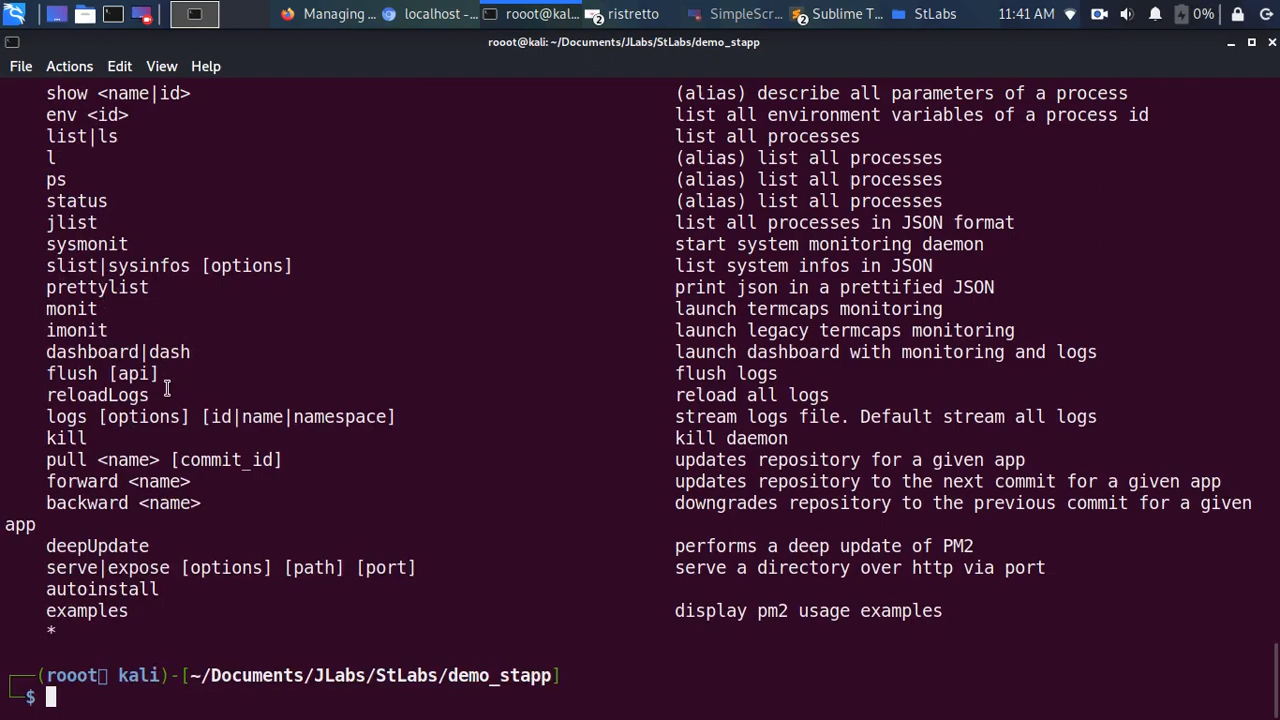 Managing ...
localhost -...
rooot@kal...
2
ristretto
SimpleScr...
2
Sublime T...
StLabs
11:41 AM
0%
rooot@kali: ~/Documents/JLabs/StLabs/demo_stapp
File Actions Edit View Help
show <name|id> (alias) describe all parameters of a process
env <id> list all environment variables of a process id
list|ls list all processes
l (alias) list all processes
ps (alias) list all processes
status (alias) list all processes
jlist list all processes in JSON format
sysmonit start system monitoring daemon
slist|sysinfos [options] list system infos in JSON
prettylist print json in a prettified JSON
monit launch termcaps monitoring
imonit launch legacy termcaps monitoring
dashboard|dash launch dashboard with monitoring and logs
flush [api] flush logs
reloadLogs reload all logs
logs [options] [id|name|namespace] stream logs file. Default stream all logs
kill kill daemon
pull <name> [commit_id] updates repository for a given app
forward <name> updates repository to the next commit for a given app
backward <name> downgrades repository to the previous commit for a given
app
deepUpdate performs a deep update of PM2
serve|expose [options] [path] [port] serve a directory over http via port
autoinstall
examples display pm2 usage examples
*
┌──(rooot kali)-[~/Documents/JLabs/StLabs/demo_stapp]
└─$